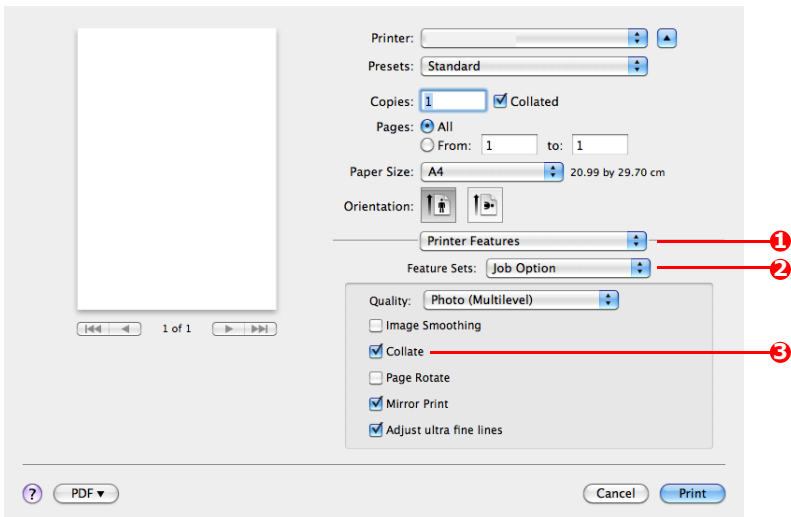 Printer:
Presets: Standard
Copies: 1 Collated
Pages: All
From: 1 to: 1
Paper Size: A4 20.99 by 29.70 cm
Orientation:
Printer Features 1
Feature Sets: Job Option 2
Quality: Photo (Multilevel)
Image Smoothing
1 of 1
Collate 3
Page Rotate
Mirror Print
Adjust ultra fine lines
? PDF Cancel Print